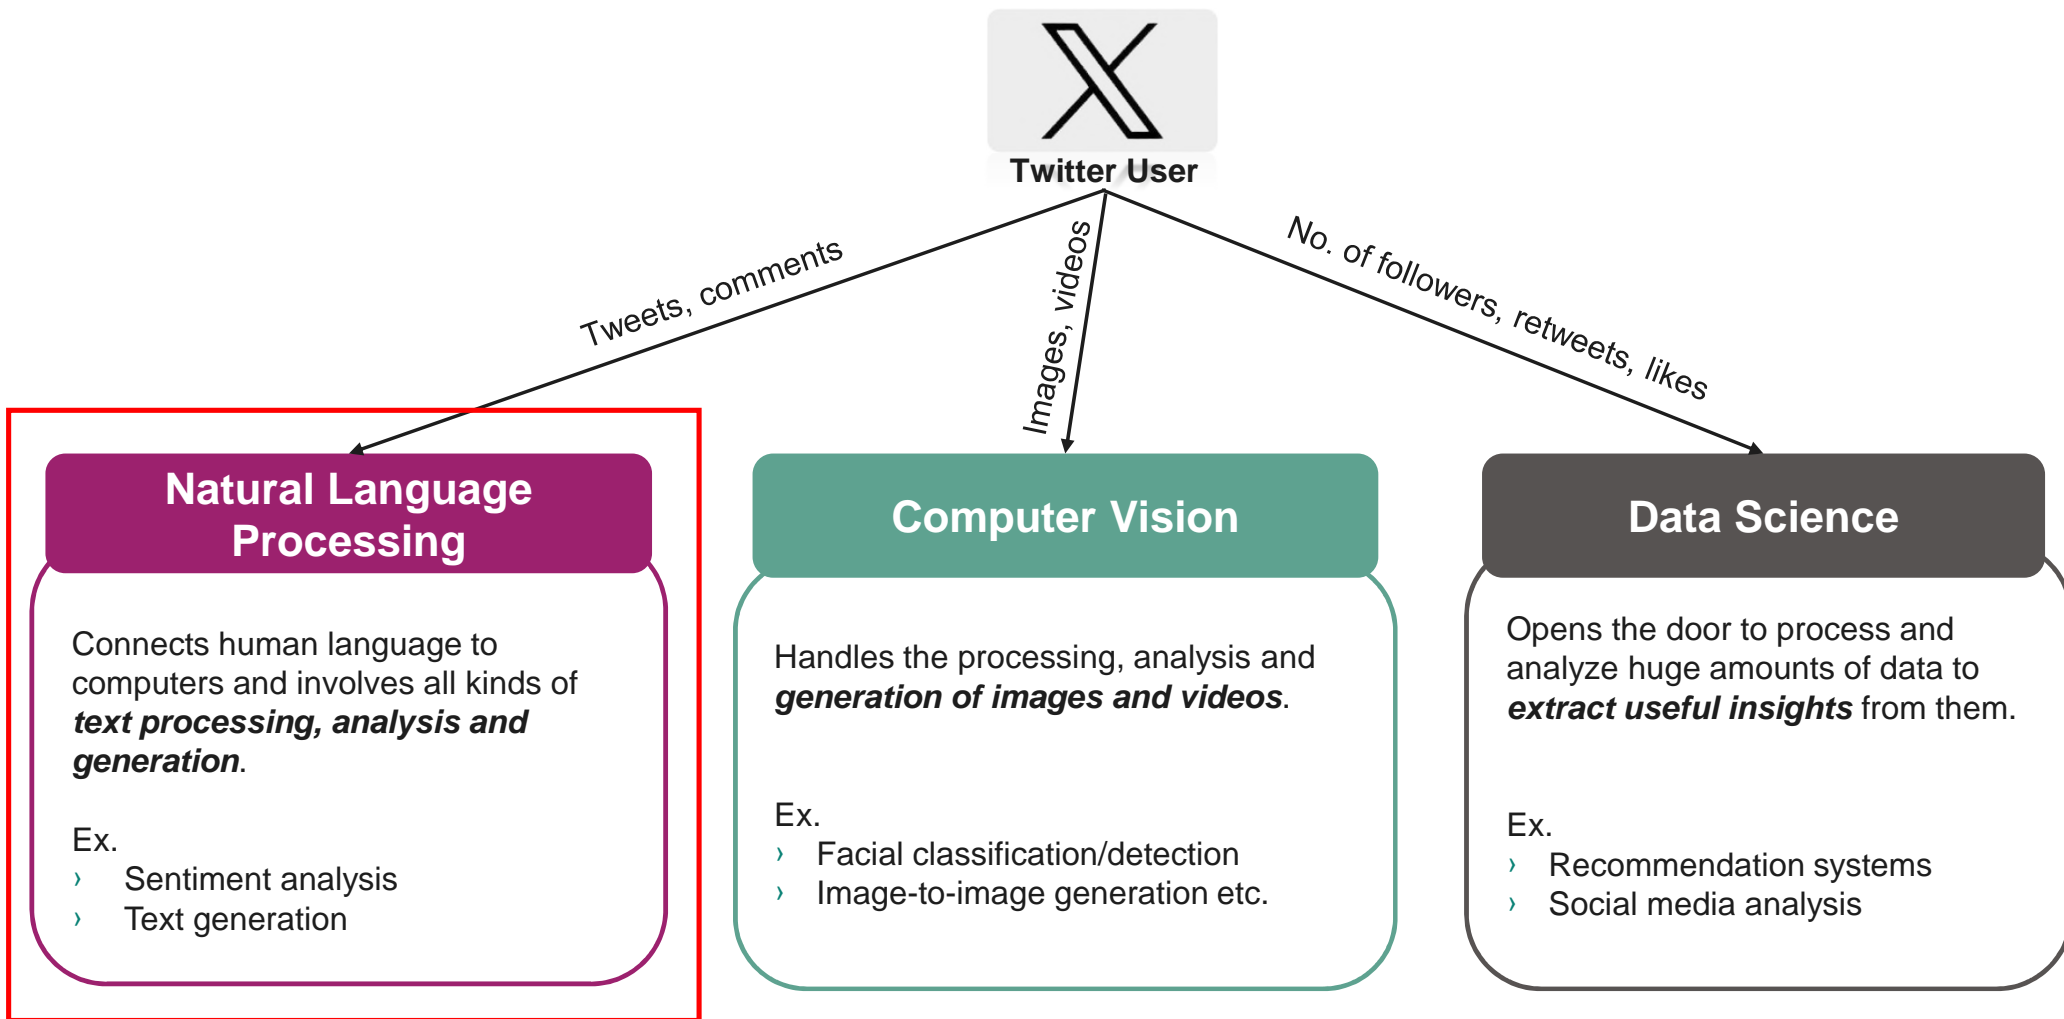 Twitter User
Tweets, comments
Images, videos
No. of followers, retweets, likes
Natural Language
Processing
Connects human language to
computers and involves all kinds of
text processing, analysis and
generation.
Ex.
› Sentiment analysis
› Text generation
Computer Vision
Handles the processing, analysis and
generation of images and videos.
Ex.
› Facial classification/detection
› Image-to-image generation etc.
Data Science
Opens the door to process and
analyze huge amounts of data to
extract useful insights from them.
Ex.
› Recommendation systems
› Social media analysis